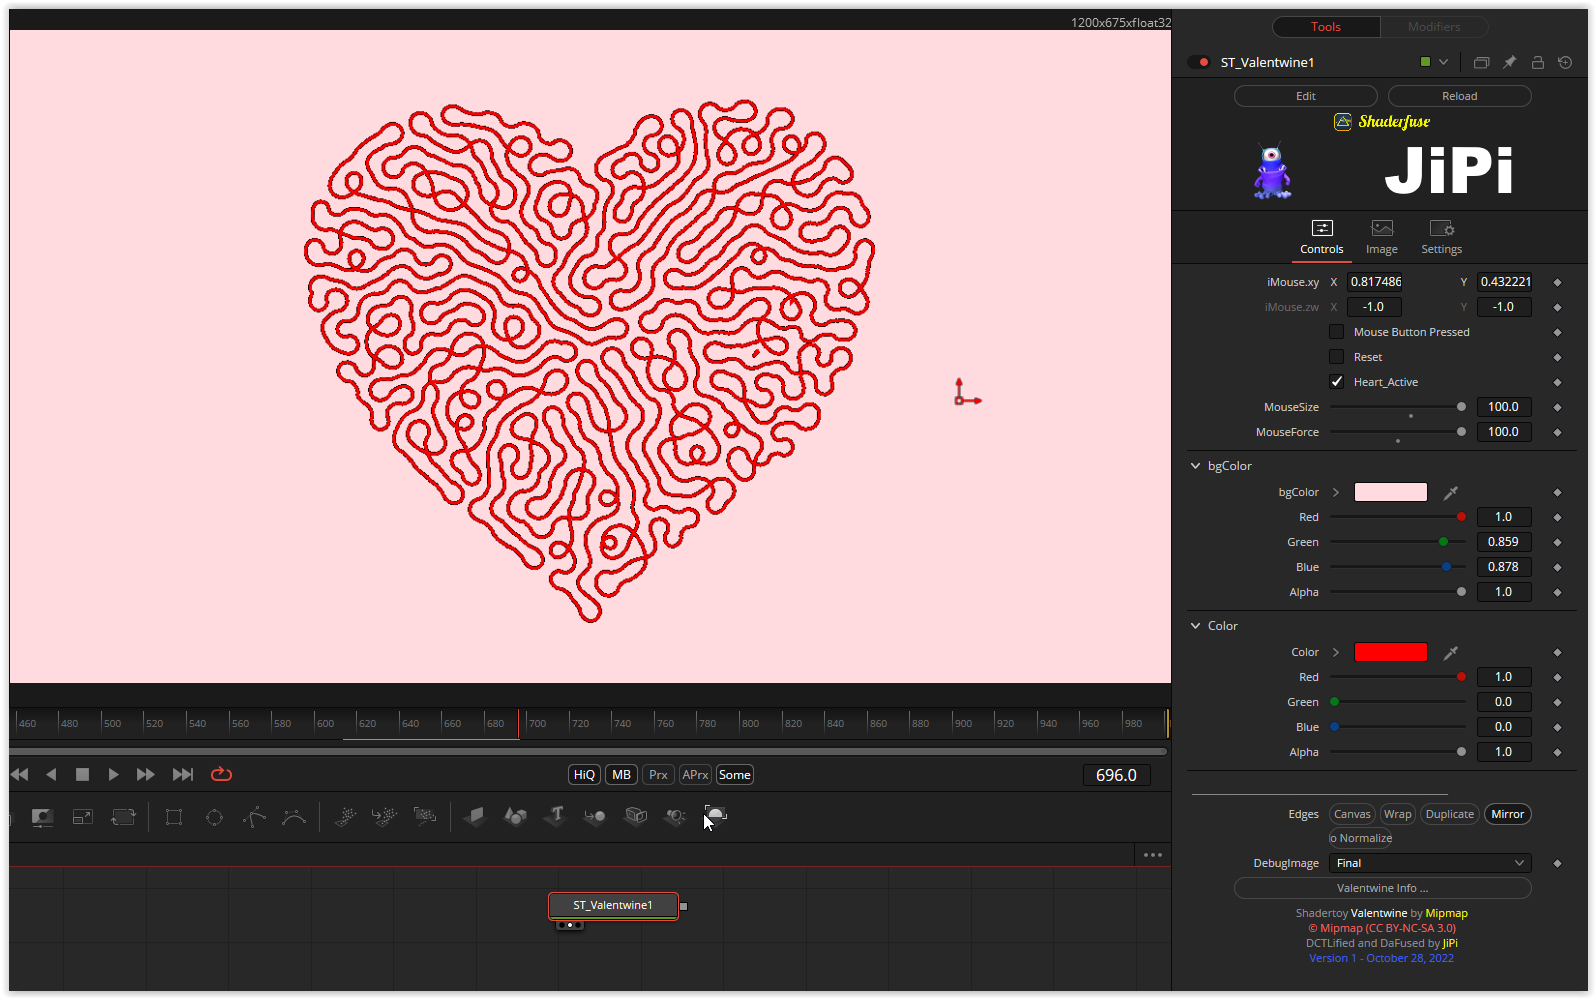 1200x675xfloat32
Tools
Modifiers
ST_Valentwine1
Edit
Reload
Shaderfuse
JiPi
Controls
Image
Settings
iMouse.xy X 0.817486 Y 0.432221
iMouse.zw X -1.0 Y -1.0
Mouse Button Pressed
Reset
Heart_Active
MouseSize 100.0
MouseForce 100.0
bgColor
bgColor
Red 1.0
Green 0.859
Blue 0.878
Alpha 1.0
Color
Color
Red 1.0
Green 0.0
Blue 0.0
Alpha 1.0
Edges Canvas Wrap Duplicate Mirror
o Normalize
DebugImage Final
Valentwine Info ...
Shadertoy Valentwine by Mipmap
© Mipmap (CC BY-NC-SA 3.0)
DCTLified and DaFused by JiPi
Version 1 - October 28, 2022
460 480 500 520 540 560 580 600 620 640 660 680 700 720 740 760 780 800 820 840 860 880 900 920 940 960 980
HiQ MB Prx APrx Some
696.0
ST_Valentwine1